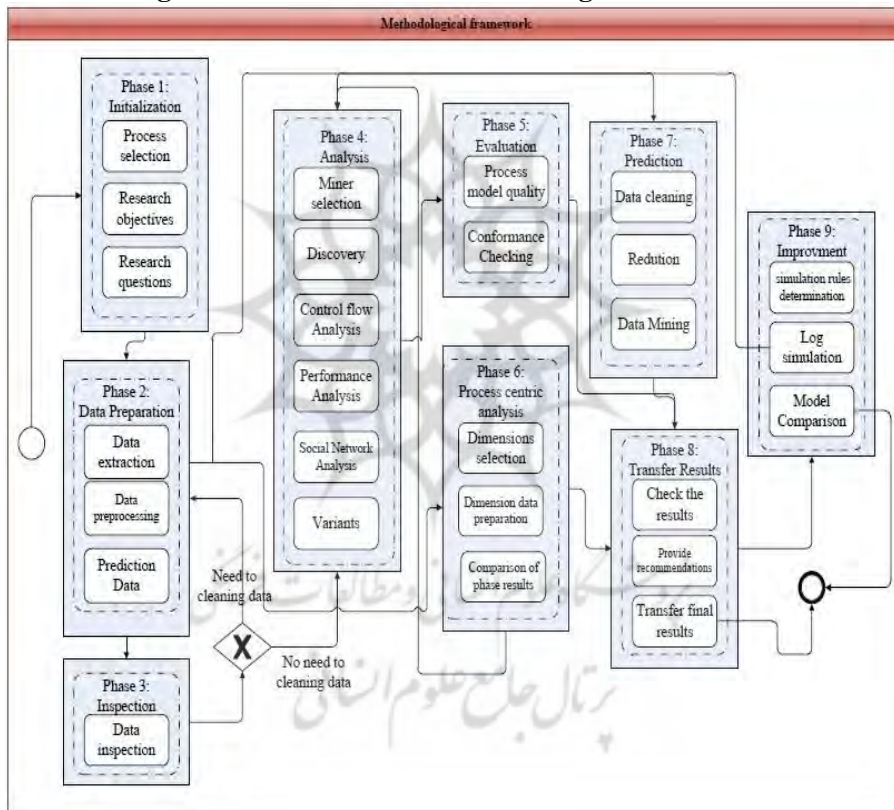 Methodological framework
Phase 1:
Initialization
Process
selection
Research
objectives
Research
questions
Phase 2:
Data Preparation
Data
extraction
Data
preprocessing
Prediction
Data
Phase 3:
Inspection
Data
inspection
Need to
cleaning data
X
No need to
cleaning data
Phase 4:
Analysis
Miner
selection
Discovery
Control flow
Analysis
Performance
Analysis
Social Network
Analysis
Variants
Phase 5:
Evaluation
Process
model quality
Conformance
Checking
Phase 6:
Process centric
analysis
Dimensions
selection
Dimension data
preparation
Comparison of
phase results
Phase 7:
Prediction
Data cleaning
Redution
Data Mining
Phase 8:
Transfer Results
Check the
results
Provide
recommendations
Transfer final
results
Phase 9:
Improvment
simulation rules
determination
Log
simulation
Model
Comparison
پرتال جامع علوم انسانی